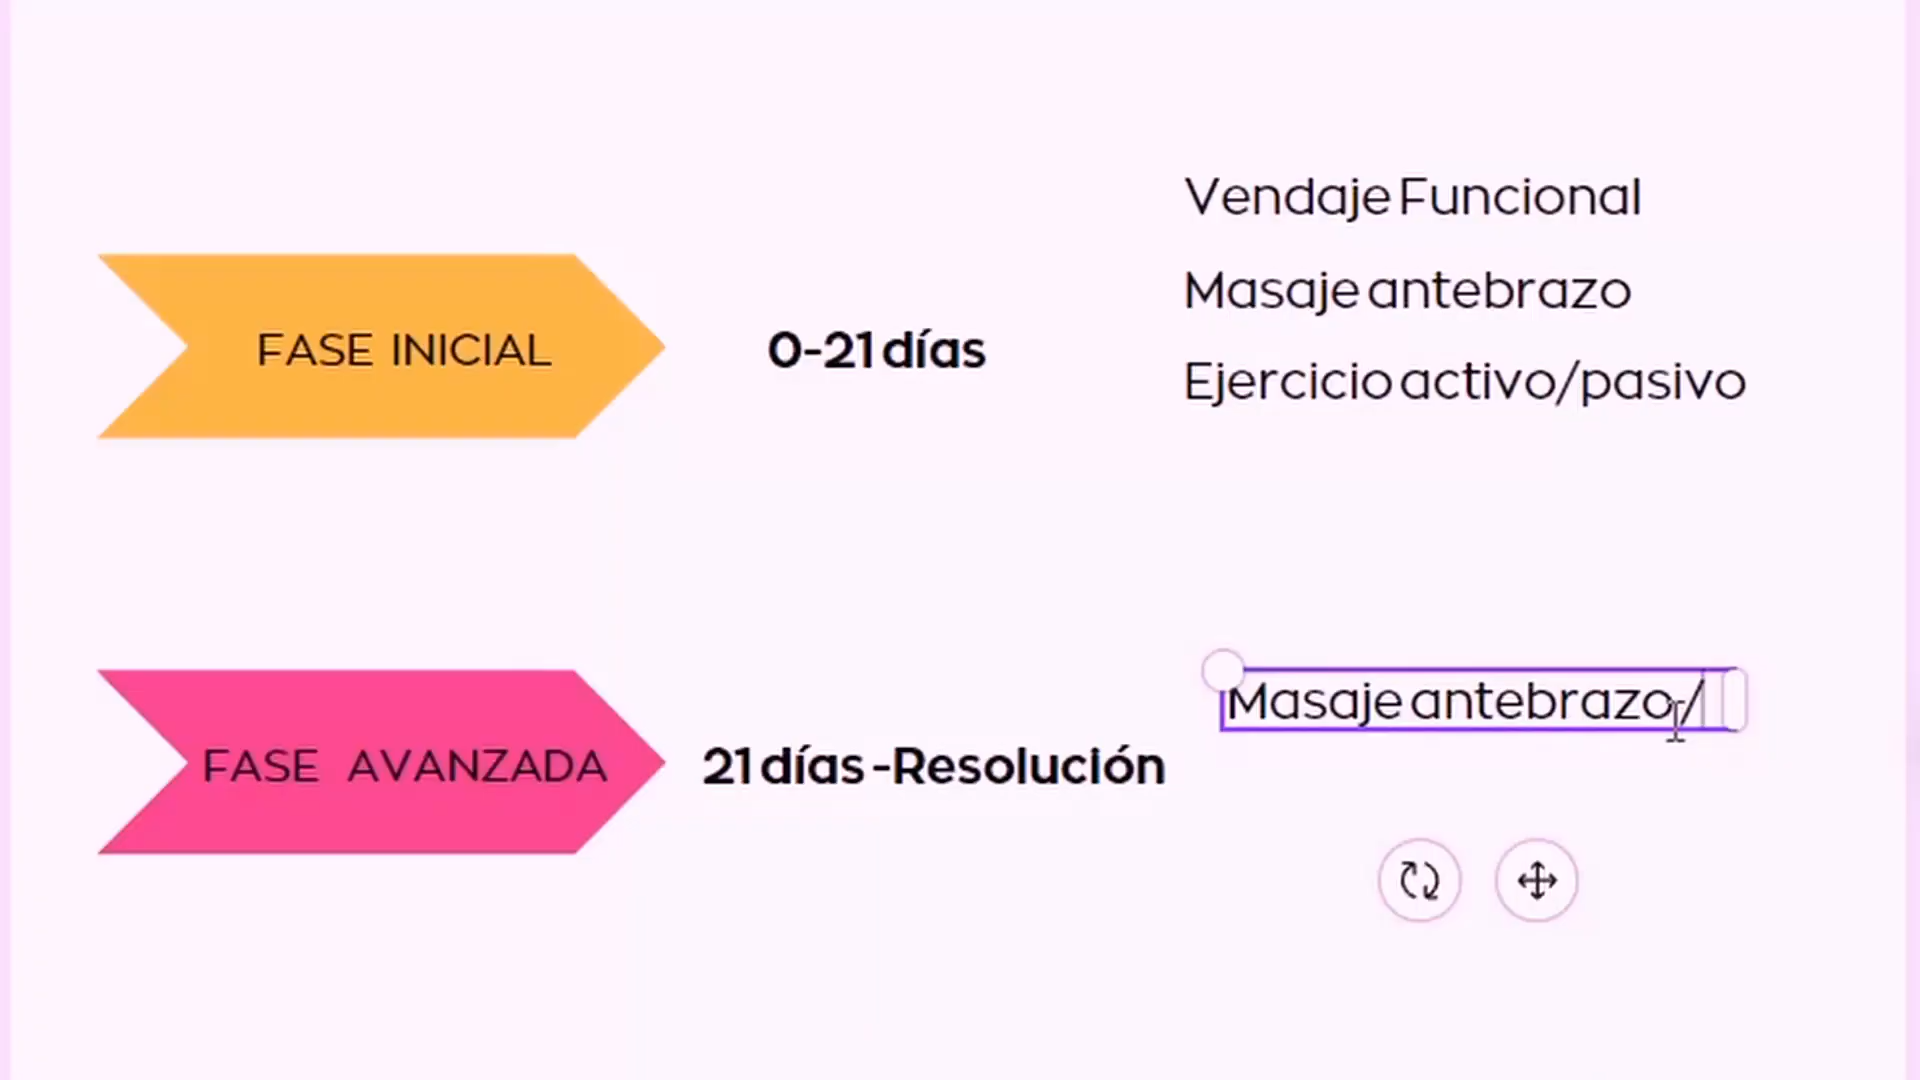 Vendaje Funcional
Masaje antebrazo
Ejercicio activo/pasivo
FASE INICIAL
0-21 días
Masaje antebrazo/
FASE AVANZADA
21 días -Resolución